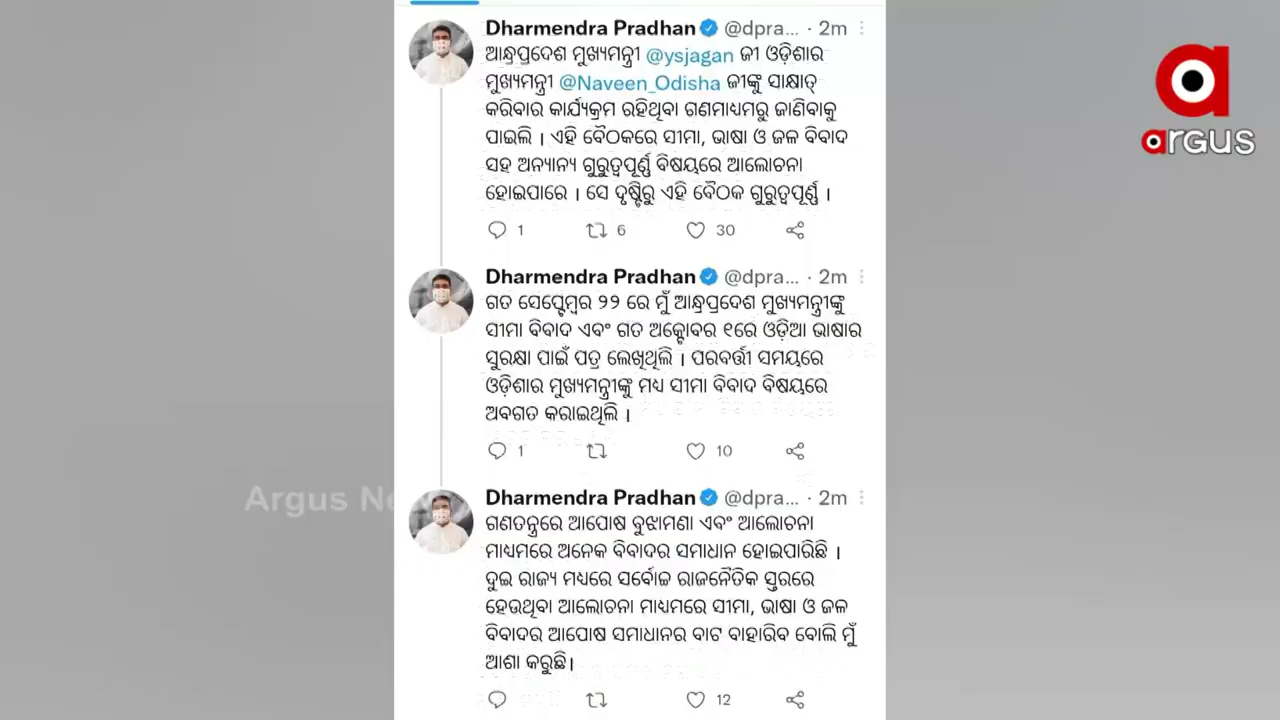 Dharmendra Pradhan @dpra... · 2m
ଆନ୍ଧ୍ରପ୍ରଦେଶ ମୁଖ୍ୟମନ୍ତ୍ରୀ @ysjagan ଜୀ ଓଡ଼ିଶାର
ମୁଖ୍ୟମନ୍ତ୍ରୀ @Naveen_Odisha ଜୀଙ୍କୁ ସାକ୍ଷାତ୍
କରିବାର କାର୍ଯ୍ୟକ୍ରମ ରହିଥିବା ଗଣମାଧ୍ୟମରୁ ଜାଣିବାକୁ
ପାଇଲି । ଏହି ବୈଠକରେ ସୀମା, ଭାଷା ଓ ଜଳ ବିବାଦ
ସହ ଅନ୍ୟାନ୍ୟ ଗୁରୁତ୍ୱପୂର୍ଣ୍ଣ ବିଷୟରେ ଆଲୋଚନା
ହୋଇପାରେ । ସେ ଦୃଷ୍ଟିରୁ ଏହି ବୈଠକ ଗୁରୁତ୍ୱପୂର୍ଣ୍ଣ ।
1 6 30
argus
Dharmendra Pradhan @dpra... · 2m
ଗତ ସେପ୍ଟେମ୍ବର ୨୨ ରେ ମୁଁ ଆନ୍ଧ୍ରପ୍ରଦେଶ ମୁଖ୍ୟମନ୍ତ୍ରୀଙ୍କୁ
ସୀମା ବିବାଦ ଏବଂ ଗତ ଅକ୍ଟୋବର ୧ରେ ଓଡ଼ିଆ ଭାଷାର
ସୁରକ୍ଷା ପାଇଁ ପତ୍ର ଲେଖିଥିଲି । ପରବର୍ତ୍ତୀ ସମୟରେ
ଓଡ଼ିଶାର ମୁଖ୍ୟମନ୍ତ୍ରୀଙ୍କୁ ମଧ୍ୟ ସୀମା ବିବାଦ ବିଷୟରେ
ଅବଗତ କରାଇଥିଲି ।
1 10
Argus
Dharmendra Pradhan @dpra... · 2m
ଗଣତନ୍ତ୍ରରେ ଆପୋଷ ବୁଝାମଣା ଏବଂ ଆଲୋଚନା
ମାଧ୍ୟମରେ ଅନେକ ବିବାଦର ସମାଧାନ ହୋଇପାରିଛି ।
ଦୁଇ ରାଜ୍ୟ ମଧ୍ୟରେ ସର୍ବୋଚ୍ଚ ରାଜନୈତିକ ସ୍ତରରେ
ହେଉଥିବା ଆଲୋଚନା ମାଧ୍ୟମରେ ସୀମା, ଭାଷା ଓ ଜଳ
ବିବାଦର ଆପୋଷ ସମାଧାନର ବାଟ ବାହାରିବ ବୋଲି ମୁଁ
ଆଶା କରୁଛି।
12